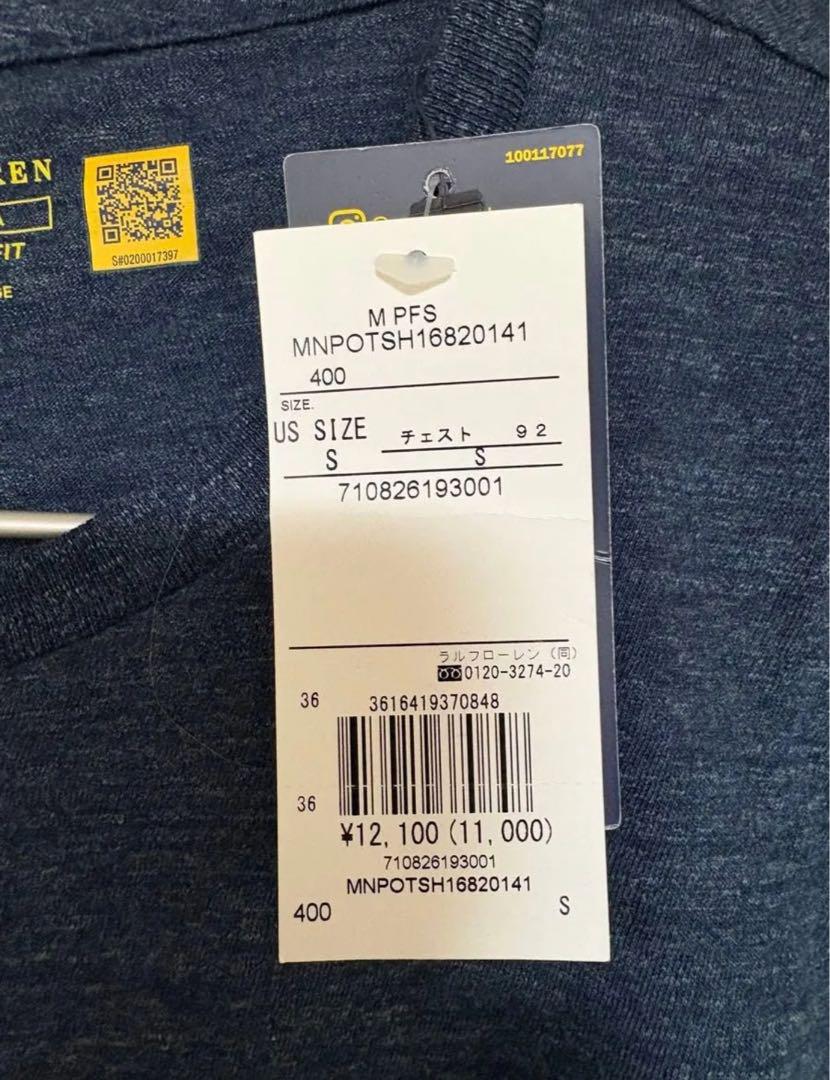 100117077
REN
FIT
S#0200017397
M PFS
MNPOTSH16820141
400
SIZE.
US SIZE チェスト 92
S S
710826193001
ラルフローレン (同)
0120-3274-20
36 3616419370848
36
¥12,100(11,000)
710826193001
MNPOTSH16820141
400 S